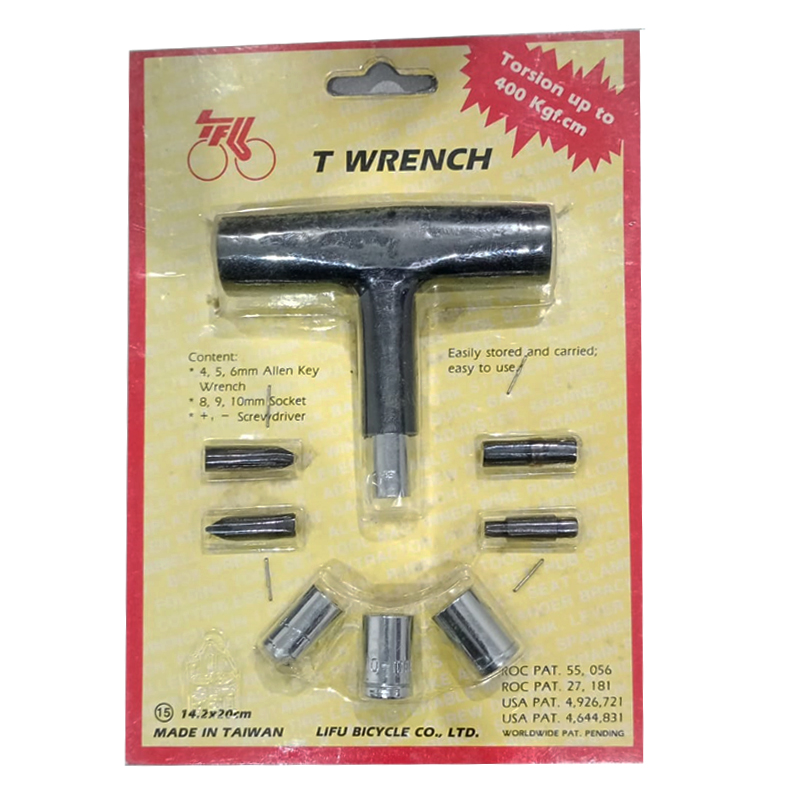 Torsion up to
400 Kgf.cm
LIFU
T WRENCH
Content:
* 4, 5, 6mm Allen Key
Wrench
* 8, 9, 10mm Socket
* +, − Screwdriver
Easily stored and carried;
easy to use.
ROC PAT. 55, 056
ROC PAT. 27, 181
USA PAT. 4,926,721
USA PAT. 4,644,831
WORLDWIDE PAT. PENDING
15 14.2x20cm
MADE IN TAIWAN LIFU BICYCLE CO., LTD.